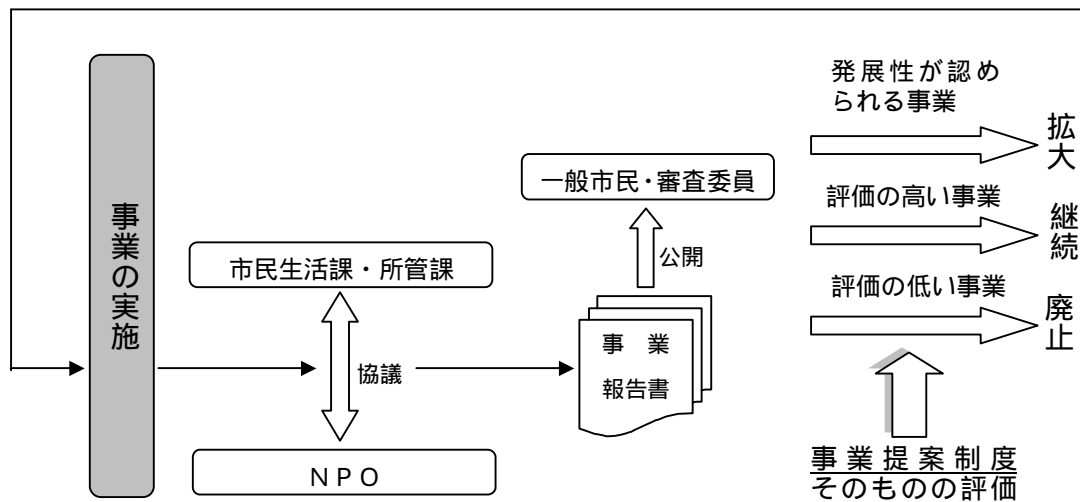 事業の実施
市民生活課・所管課
協議
NPO
一般市民・審査委員
公開
事 業
報告書
発展性が認め
られる事業
拡大
評価の高い事業
継続
評価の低い事業
廃止
事業提案制度
そのものの評価